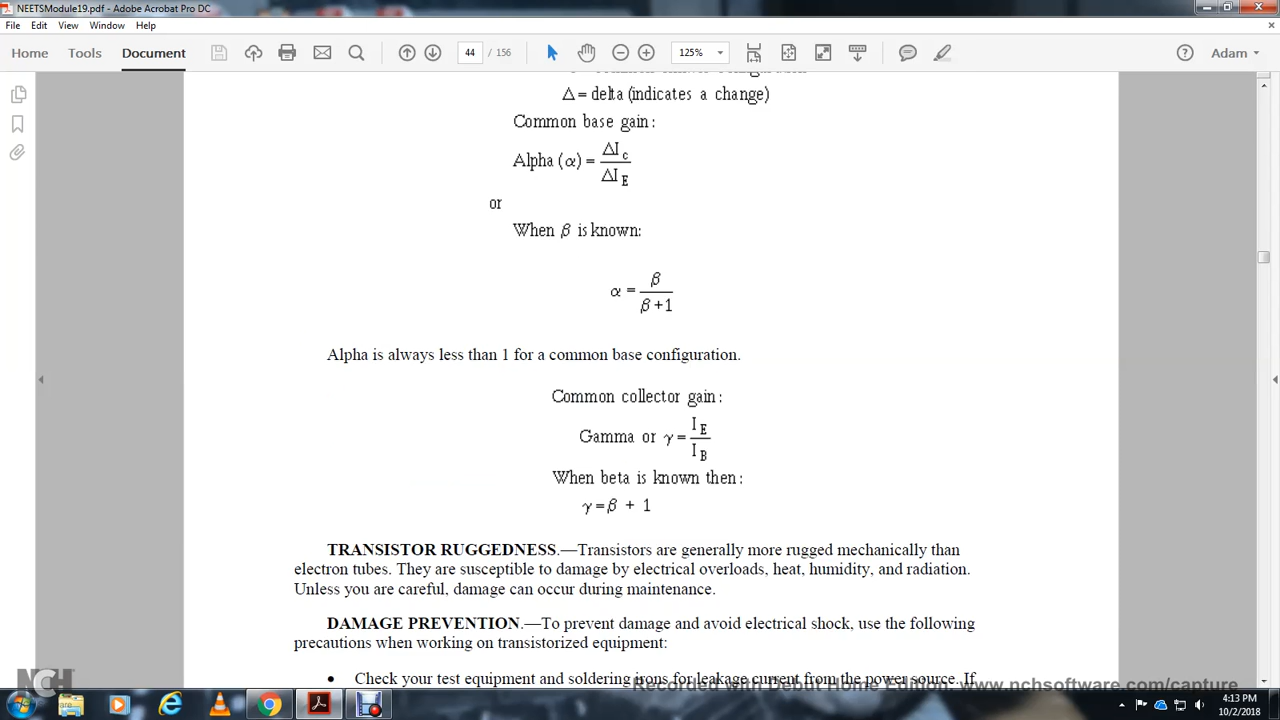 NEETSModule19.pdf - Adobe Acrobat Pro DC
File Edit View Window Help
Home Tools Document 44 / 156 125% Adam
Δ = delta (indicates a change)
Common base gain :
Alpha (α) = ΔIc
ΔIE
or
When β is known:
α = β
β +1
Alpha is always less than 1 for a common base configuration.
Common collector gain :
Gamma or γ = IE
IB
When beta is known then :
γ = β + 1
TRANSISTOR RUGGEDNESS.—Transistors are generally more rugged mechanically than
electron tubes. They are susceptible to damage by electrical overloads, heat, humidity, and radiation.
Unless you are careful, damage can occur during maintenance.
DAMAGE PREVENTION.—To prevent damage and avoid electrical shock, use the following
precautions when working on transistorized equipment:
• Check your test equipment and soldering irons for leakage current from the power source. If
NCH
Recorded with Debut Home Edition: www.nchsoftware.com/capture
4:13 PM
10/2/2018